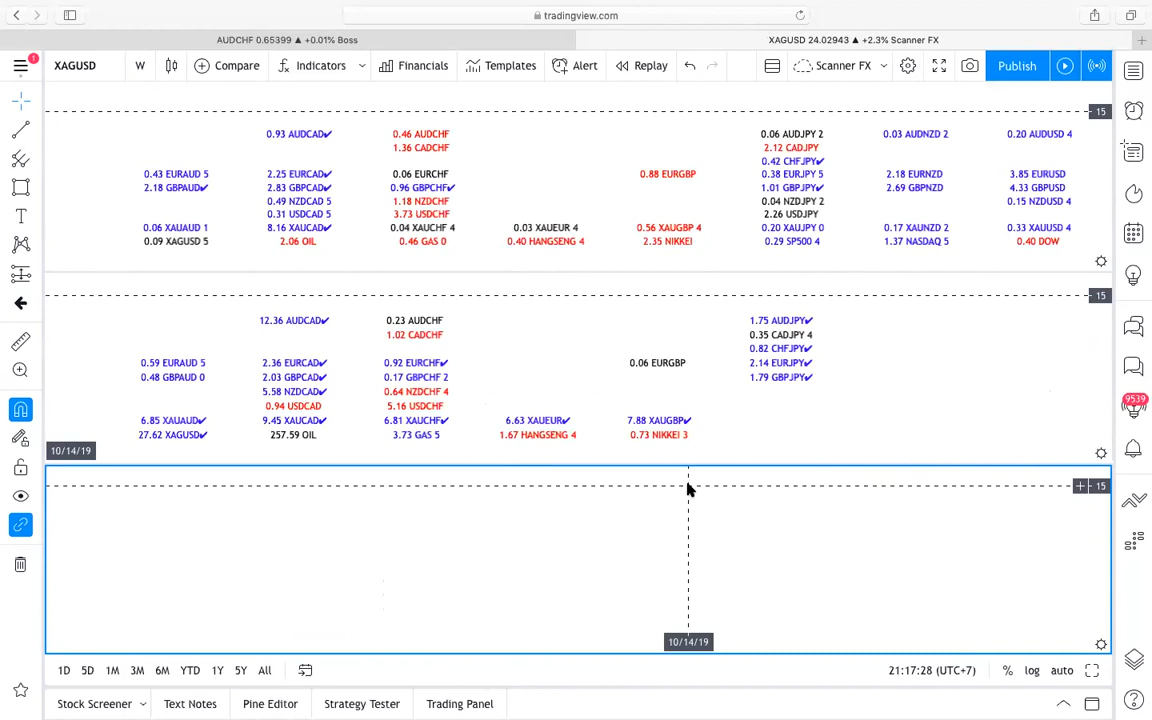 tradingview.com
AUDCHF 0.65399 ▲ +0.01% Boss
XAGUSD 24.02943 ▲ +2.3% Scanner FX
1 XAGUSD W Compare Indicators Financials Templates Alert Replay Scanner FX Publish
15
0.93 AUDCAD✔ 0.46 AUDCHF 0.06 AUDJPY 2 0.03 AUDNZD 2 0.20 AUDUSD 4
1.36 CADCHF 2.12 CADJPY
0.42 CHFJPY✔
0.43 EURAUD 5 2.25 EURCAD✔ 0.06 EURCHF 0.88 EURGBP 0.38 EURJPY 5 2.18 EURNZD 3.85 EURUSD
2.18 GBPAUD✔ 2.83 GBPCAD✔ 0.96 GBPCHF✔ 1.01 GBPJPY✔ 2.69 GBPNZD 4.33 GBPUSD
0.49 NZDCAD 5 1.18 NZDCHF 0.04 NZDJPY 2 0.15 NZDUSD 4
0.31 USDCAD 5 3.73 USDCHF 2.26 USDJPY
0.06 XAUAUD 1 8.16 XAUCAD✔ 0.04 XAUCHF 4 0.03 XAUEUR 4 0.56 XAUGBP 4 0.20 XAUJPY 0 0.17 XAUNZD 2 0.33 XAUUSD 4
0.09 XAGUSD 5 2.06 OIL 0.46 GAS 0 0.40 HANGSENG 4 2.35 NIKKEI 0.29 SP500 4 1.37 NASDAQ 5 0.40 DOW
15
12.36 AUDCAD✔ 0.23 AUDCHF 1.75 AUDJPY✔
1.02 CADCHF 0.35 CADJPY 4
0.82 CHFJPY✔
0.59 EURAUD 5 2.36 EURCAD✔ 0.92 EURCHF✔ 0.06 EURGBP 2.14 EURJPY✔
0.48 GBPAUD 0 2.03 GBPCAD✔ 0.17 GBPCHF 2 1.79 GBPJPY✔
5.58 NZDCAD✔ 0.64 NZDCHF 4
0.94 USDCAD 5.16 USDCHF
6.85 XAUAUD✔ 9.45 XAUCAD✔ 6.81 XAUCHF✔ 6.63 XAUEUR✔ 7.88 XAUGBP✔
27.62 XAGUSD✔ 257.59 OIL 3.73 GAS 5 1.67 HANGSENG 4 0.73 NIKKEI 3
9539
10/14/19
15
10/14/19
1D 5D 1M 3M 6M YTD 1Y 5Y All 21:17:28 (UTC+7) % log auto
Stock Screener Text Notes Pine Editor Strategy Tester Trading Panel